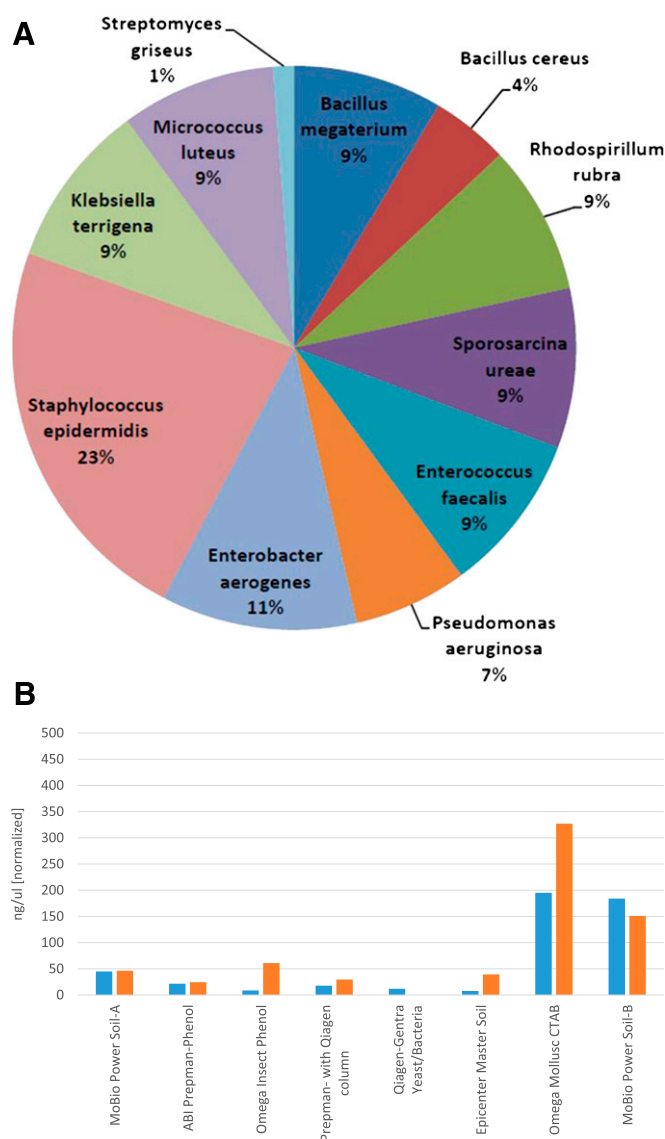 A
Streptomyces
griseus
1%
Bacillus
megaterium
9%
Bacillus cereus
4%
Rhodospirillum
rubra
9%
Sporosarcina
ureae
9%
Enterococcus
faecalis
9%
Pseudomonas
aeruginosa
7%
Enterobacter
aerogenes
11%
Staphylococcus
epidermidis
23%
Klebsiella
terrigena
9%
Micrococcus
luteus
9%
B
ng/ul [normalized]
500
450
400
350
300
250
200
150
100
50
0
MoBio Power Soil-A
ABI Prepman-Phenol
Omega Insect Phenol
Prepman- with Qiagen
column
Qiagen-Gentra
Yeast/Bacteria
Epicenter Master Soil
Omega Mollusc CTAB
MoBio Power Soil-B